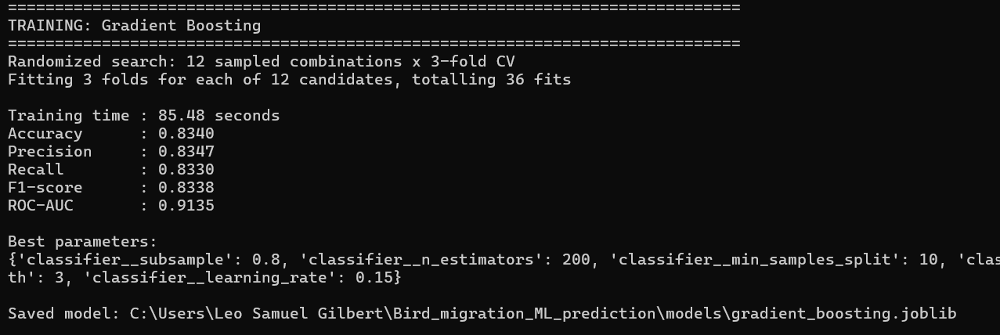 ==============================================================================
TRAINING: Gradient Boosting
==============================================================================
Randomized search: 12 sampled combinations x 3-fold CV
Fitting 3 folds for each of 12 candidates, totalling 36 fits
Training time : 85.48 seconds
Accuracy      : 0.8340
Precision     : 0.8347
Recall        : 0.8330
F1-score      : 0.8338
ROC-AUC       : 0.9135
Best parameters:
{'classifier__subsample': 0.8, 'classifier__n_estimators': 200, 'classifier__min_samples_split': 10, 'clas
th': 3, 'classifier__learning_rate': 0.15}
Saved model: C:\Users\Leo Samuel Gilbert\Bird_migration_ML_prediction\models\gradient_boosting.joblib